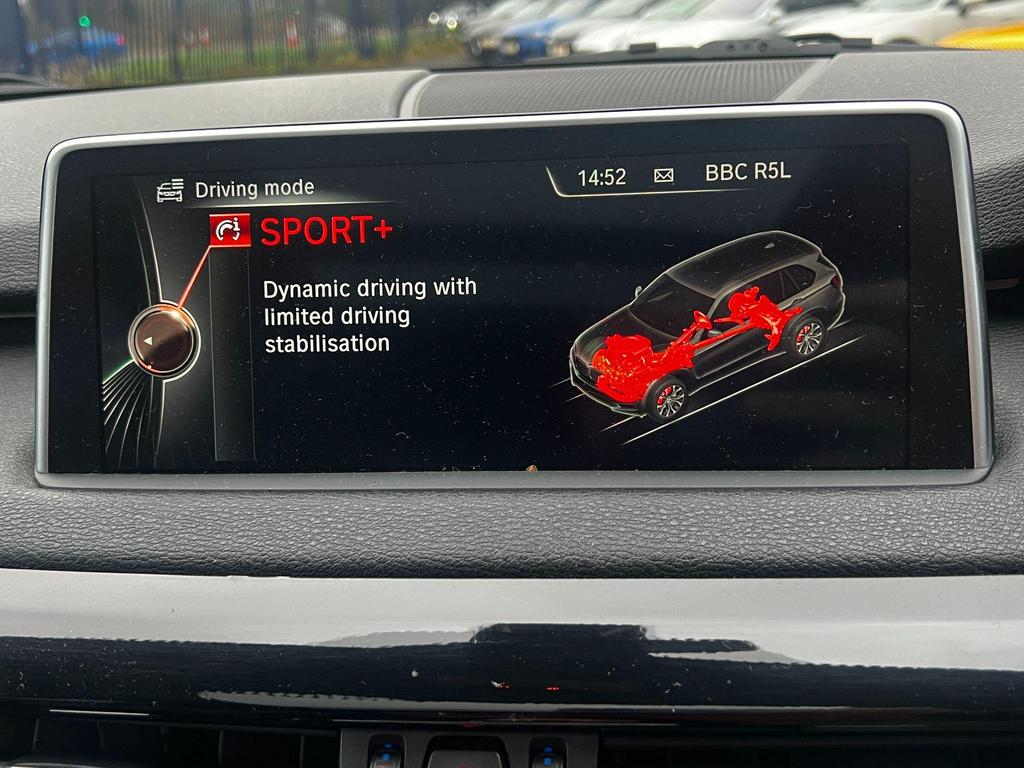 Driving mode
14:52
BBC R5L
SPORT+
Dynamic driving with
limited driving
stabilisation